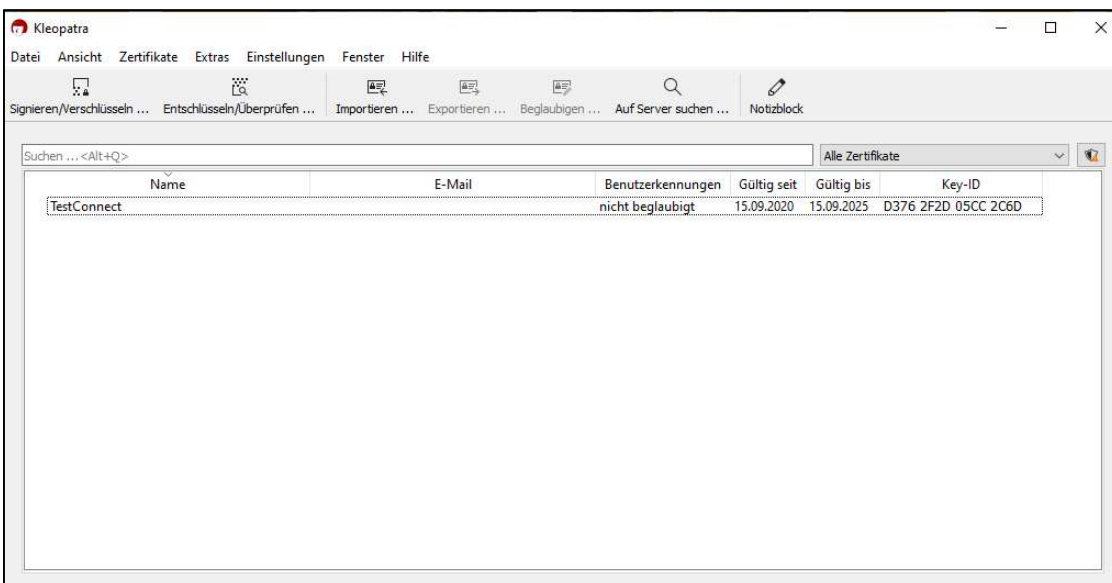 Kleopatra
Datei Ansicht Zertifikate Extras Einstellungen Fenster Hilfe
Signieren/Verschlüsseln ... Entschlüsseln/Überprüfen ... Importieren ... Exportieren ... Beglaubigen ... Auf Server suchen ... Notizblock
Suchen ...<Alt+Q> Alle Zertifikate
Name E-Mail Benutzerkennungen Gültig seit Gültig bis Key-ID
TestConnect nicht beglaubigt 15.09.2020 15.09.2025 D376 2F2D 05CC 2C6D